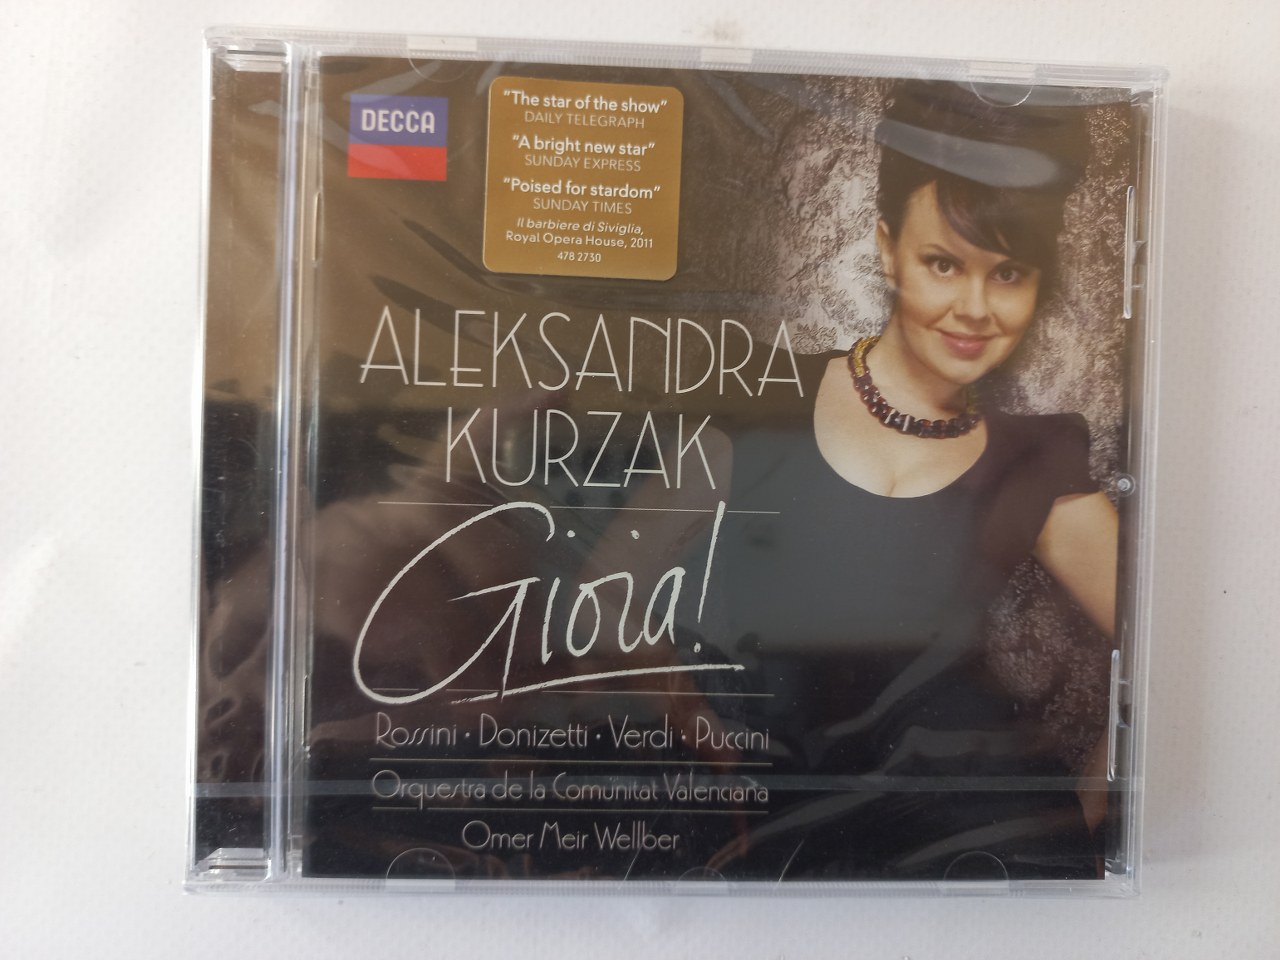 DECCA
"The star of the show"
DAILY TELEGRAPH
"A bright new star"
SUNDAY EXPRESS
"Poised for stardom"
SUNDAY TIMES
Il barbiere di Siviglia,
Royal Opera House, 2011
478 2730
ALEKSANDRA
KURZAK
Gioia!
Rossini · Donizetti · Verdi · Puccini
Orquestra de la Comunitat Valenciana
Omer Meir Wellber